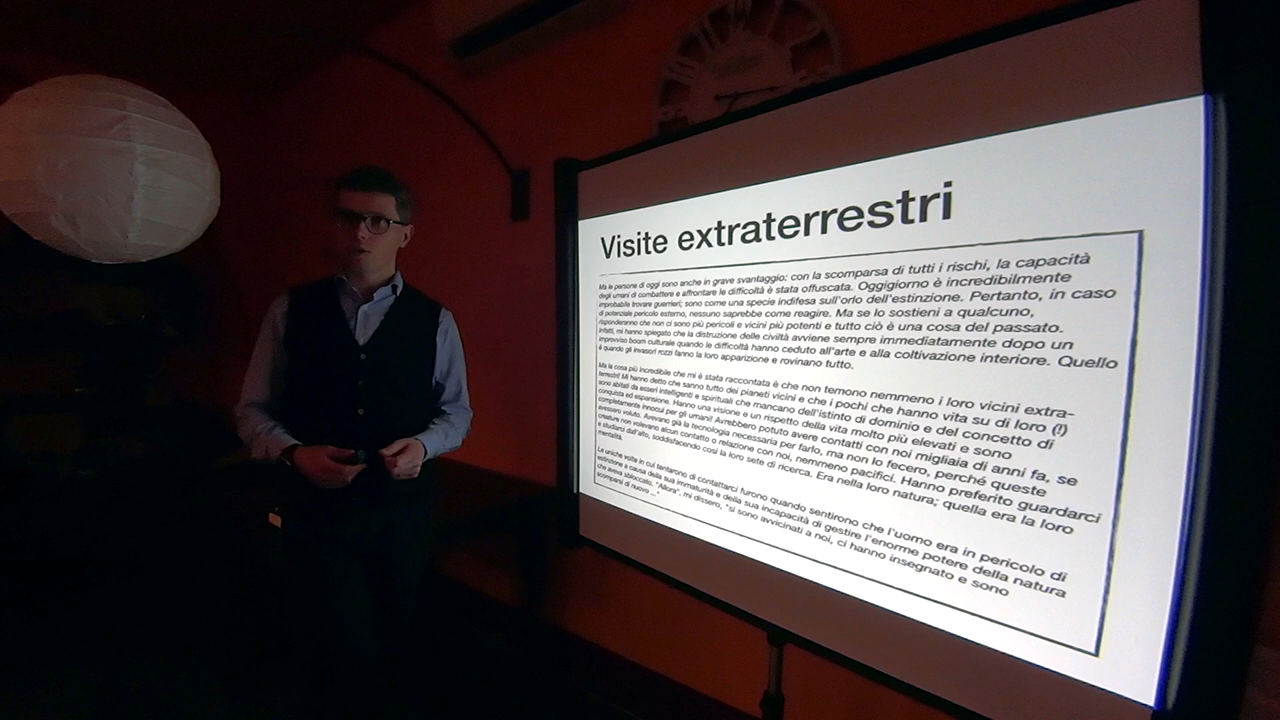 Visite extraterrestri
Ma le persone di oggi sono anche in grave svantaggio: con la scomparsa di tutti i rischi, la capacità
degli umani di combattere e affrontare le difficoltà è stata offuscata. Oggigiorno è incredibilmente
improbabile trovare guerrieri; sono come una specie indifesa sull'orlo dell'estinzione. Pertanto, in caso
di potenziale pericolo esterno, nessuno saprebbe come reagire. Ma se lo sostieni a qualcuno,
risponderanno che non ci sono più pericoli e vicini più potenti e tutto ciò è una cosa del passato.
Infatti, mi hanno spiegato che la distruzione delle civiltà avviene sempre immediatamente dopo un
improvviso boom culturale quando le difficoltà hanno ceduto all'arte e alla coltivazione interiore. Quello
è quando gli invasori rozzi fanno la loro apparizione e rovinano tutto.
Ma la cosa più incredibile che mi è stata raccontata è che non temono nemmeno i loro vicini extra-
terrestri! Mi hanno detto che sanno tutto dei pianeti vicini e che i pochi che hanno vita su di loro (!)
sono abitati da esseri intelligenti e spirituali che mancano dell'istinto di dominio e del concetto di
conquista ed espansione. Hanno una visione e un rispetto della vita molto più elevati e sono
completamente innocui per gli umani! Avrebbero potuto avere contatti con noi migliaia di anni fa, se
avessero voluto. Avevano già la tecnologia necessaria per farlo, ma non lo fecero, perché queste
creature non volevano alcun contatto o relazione con noi, nemmeno pacifici. Hanno preferito guardarci
e studiarci dall'alto, soddisfacendo così la loro sete di ricerca. Era nella loro natura; quella era la loro
mentalità.
Le uniche volte in cui tentarono di contattarci furono quando sentirono che l'uomo era in pericolo di
estinzione a causa della sua immaturità e della sua incapacità di gestire l'enorme potere della natura
che aveva sbloccato. "Allora", mi dissero, "si sono avvicinati a noi, ci hanno insegnato e sono
scomparsi di nuovo ..."